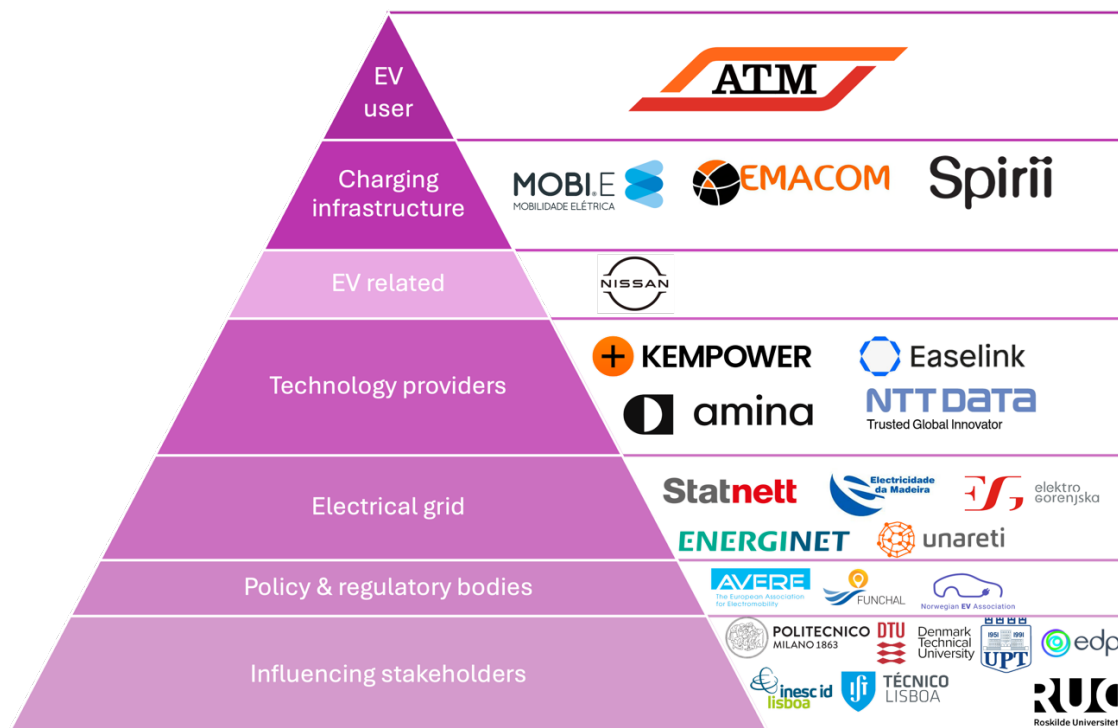 EV
user
ATM
Charging
infrastructure
MOBI.E
MOBILIDADE ELÉTRICA
EMACOM
Spirii
EV related
NISSAN
Technology providers
KEMPOWER
Easelink
amina
NTT DATA
Trusted Global Innovator
Electrical grid
Statnett
Electricidade
da Madeira
EG
elektro
Gorenjska
ENERGINET
unareti
Policy & regulatory bodies
AVERE
The European Association
for Electromobility
FUNCHAL
Norwegian EV Association
Influencing stakeholders
POLITECNICO
MILANO 1863
DTU
Denmark
Technical
University
1951 1991
UPT
edp
inesc id
lisboa
TÉCNICO
LISBOA
RUC
Roskilde Universitet